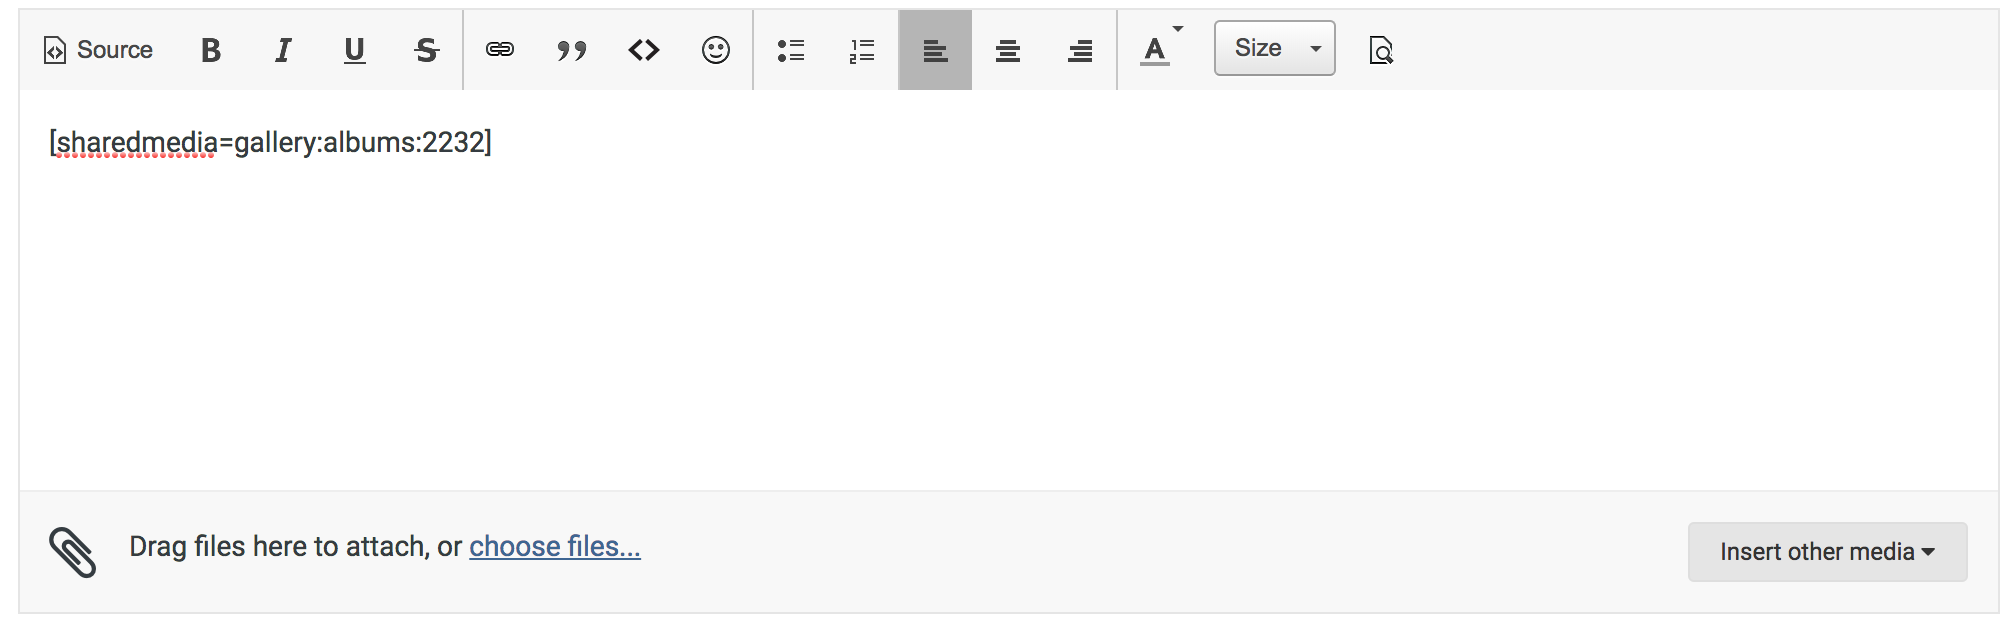 Source B I U S A Size
[sharedmedia=gallery:albums:2232]
Drag files here to attach, or choose files...
Insert other media